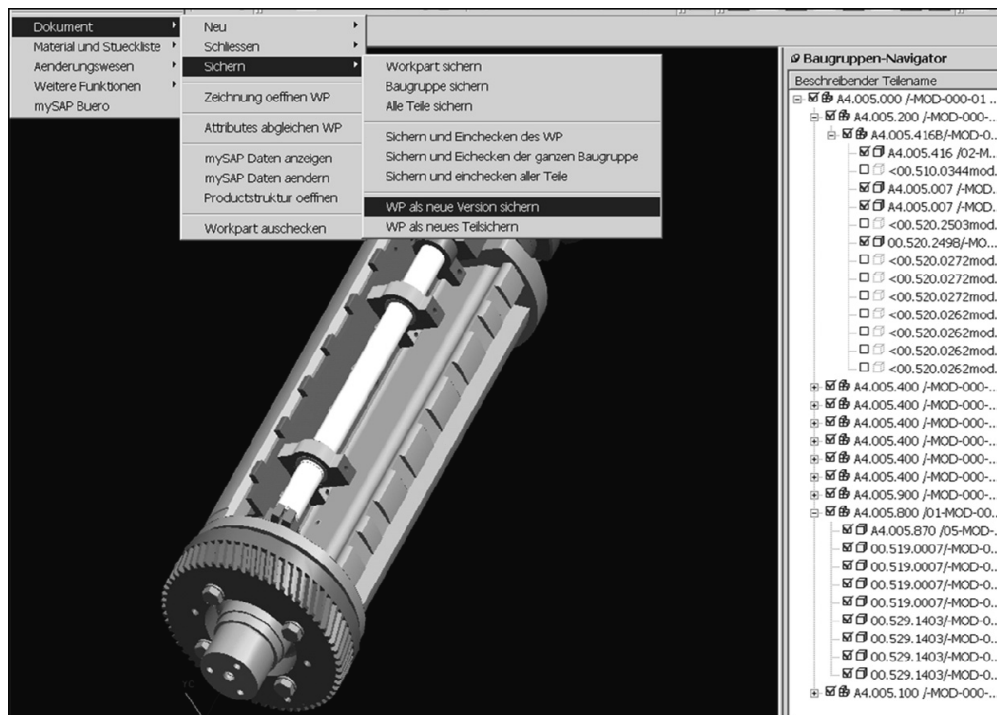 Dokument
Material und Stueckliste
Aenderungswesen
Weitere Funktionen
mySAP Buero
Neu
Schliessen
Sichern
Zeichnung oeffnen WP
Attributes abgleichen WP
mySAP Daten anzeigen
mySAP Daten aendern
Productstruktur oeffnen
Workpart auschecken
Workpart sichern
Baugruppe sichern
Alle Teile sichern
Sichern und Einchecken des WP
Sichern und Eichecken der ganzen Baugruppe
Sichern und einchecken aller Teile
WP als neue Version sichern
WP als neues Teilsichern
Baugruppen-Navigator
Beschreibender Teilename
A4.005.000 /-MOD-000-01 ...
A4.005.200 /-MOD-000-...
A4.005.416B/-MOD-0...
A4.005.416 /02-M...
<00.510.0344mod.
A4.005.007 /-MOD...
A4.005.007 /-MOD...
<00.520.2503mod.
00.520.2498/-MO...
<00.520.0272mod.
<00.520.0272mod.
<00.520.0272mod.
<00.520.0262mod.
<00.520.0262mod.
<00.520.0262mod.
<00.520.0262mod.
A4.005.400 /-MOD-000-...
A4.005.400 /-MOD-000-...
A4.005.400 /-MOD-000-...
A4.005.400 /-MOD-000-...
A4.005.400 /-MOD-000-...
A4.005.400 /-MOD-000-...
A4.005.900 /-MOD-000-...
A4.005.800 /01-MOD-00...
A4.005.870 /05-MOD-...
00.519.0007/-MOD-0...
00.519.0007/-MOD-0...
00.519.0007/-MOD-0...
00.519.0007/-MOD-0...
00.529.1403/-MOD-0...
00.529.1403/-MOD-0...
00.529.1403/-MOD-0...
00.529.1403/-MOD-0...
A4.005.100 /-MOD-000-...
YC